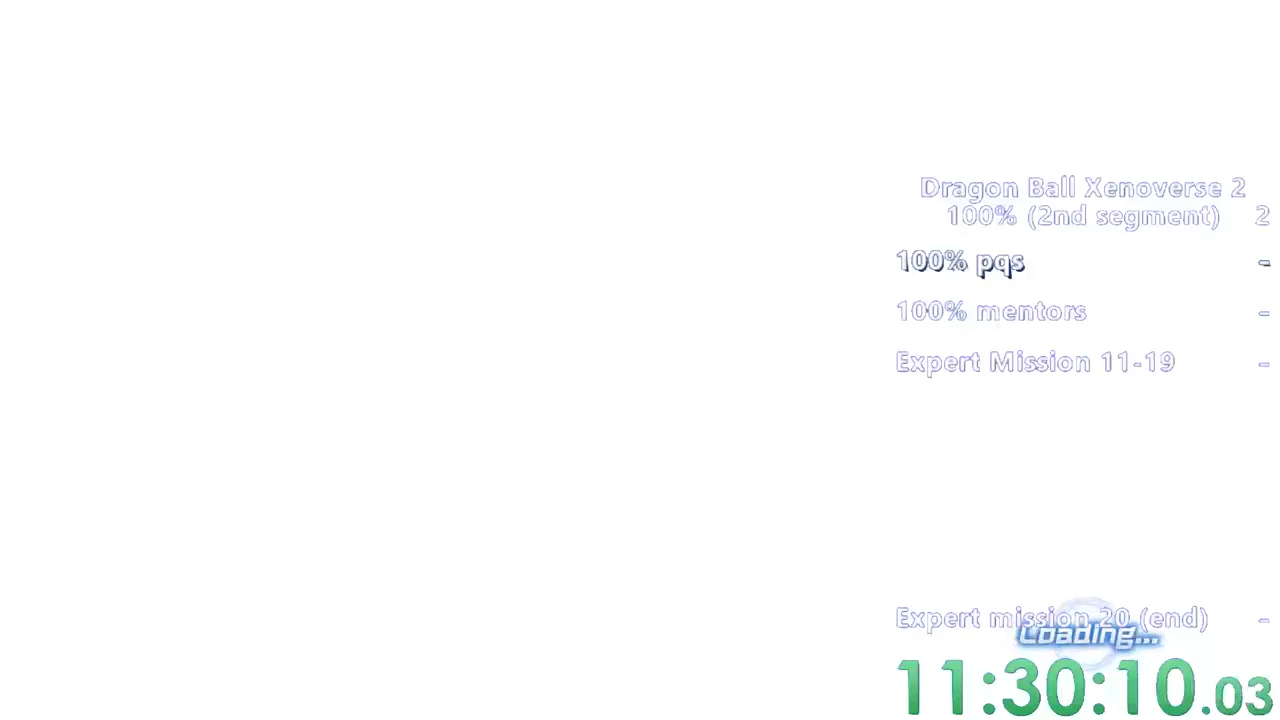 Dragon Ball Xenoverse 2
100% (2nd segment) 2
100% pqs -
100% mentors -
Expert Mission 11-19 -
Expert mission 20 (end) -
Loading...
11:30:10.03